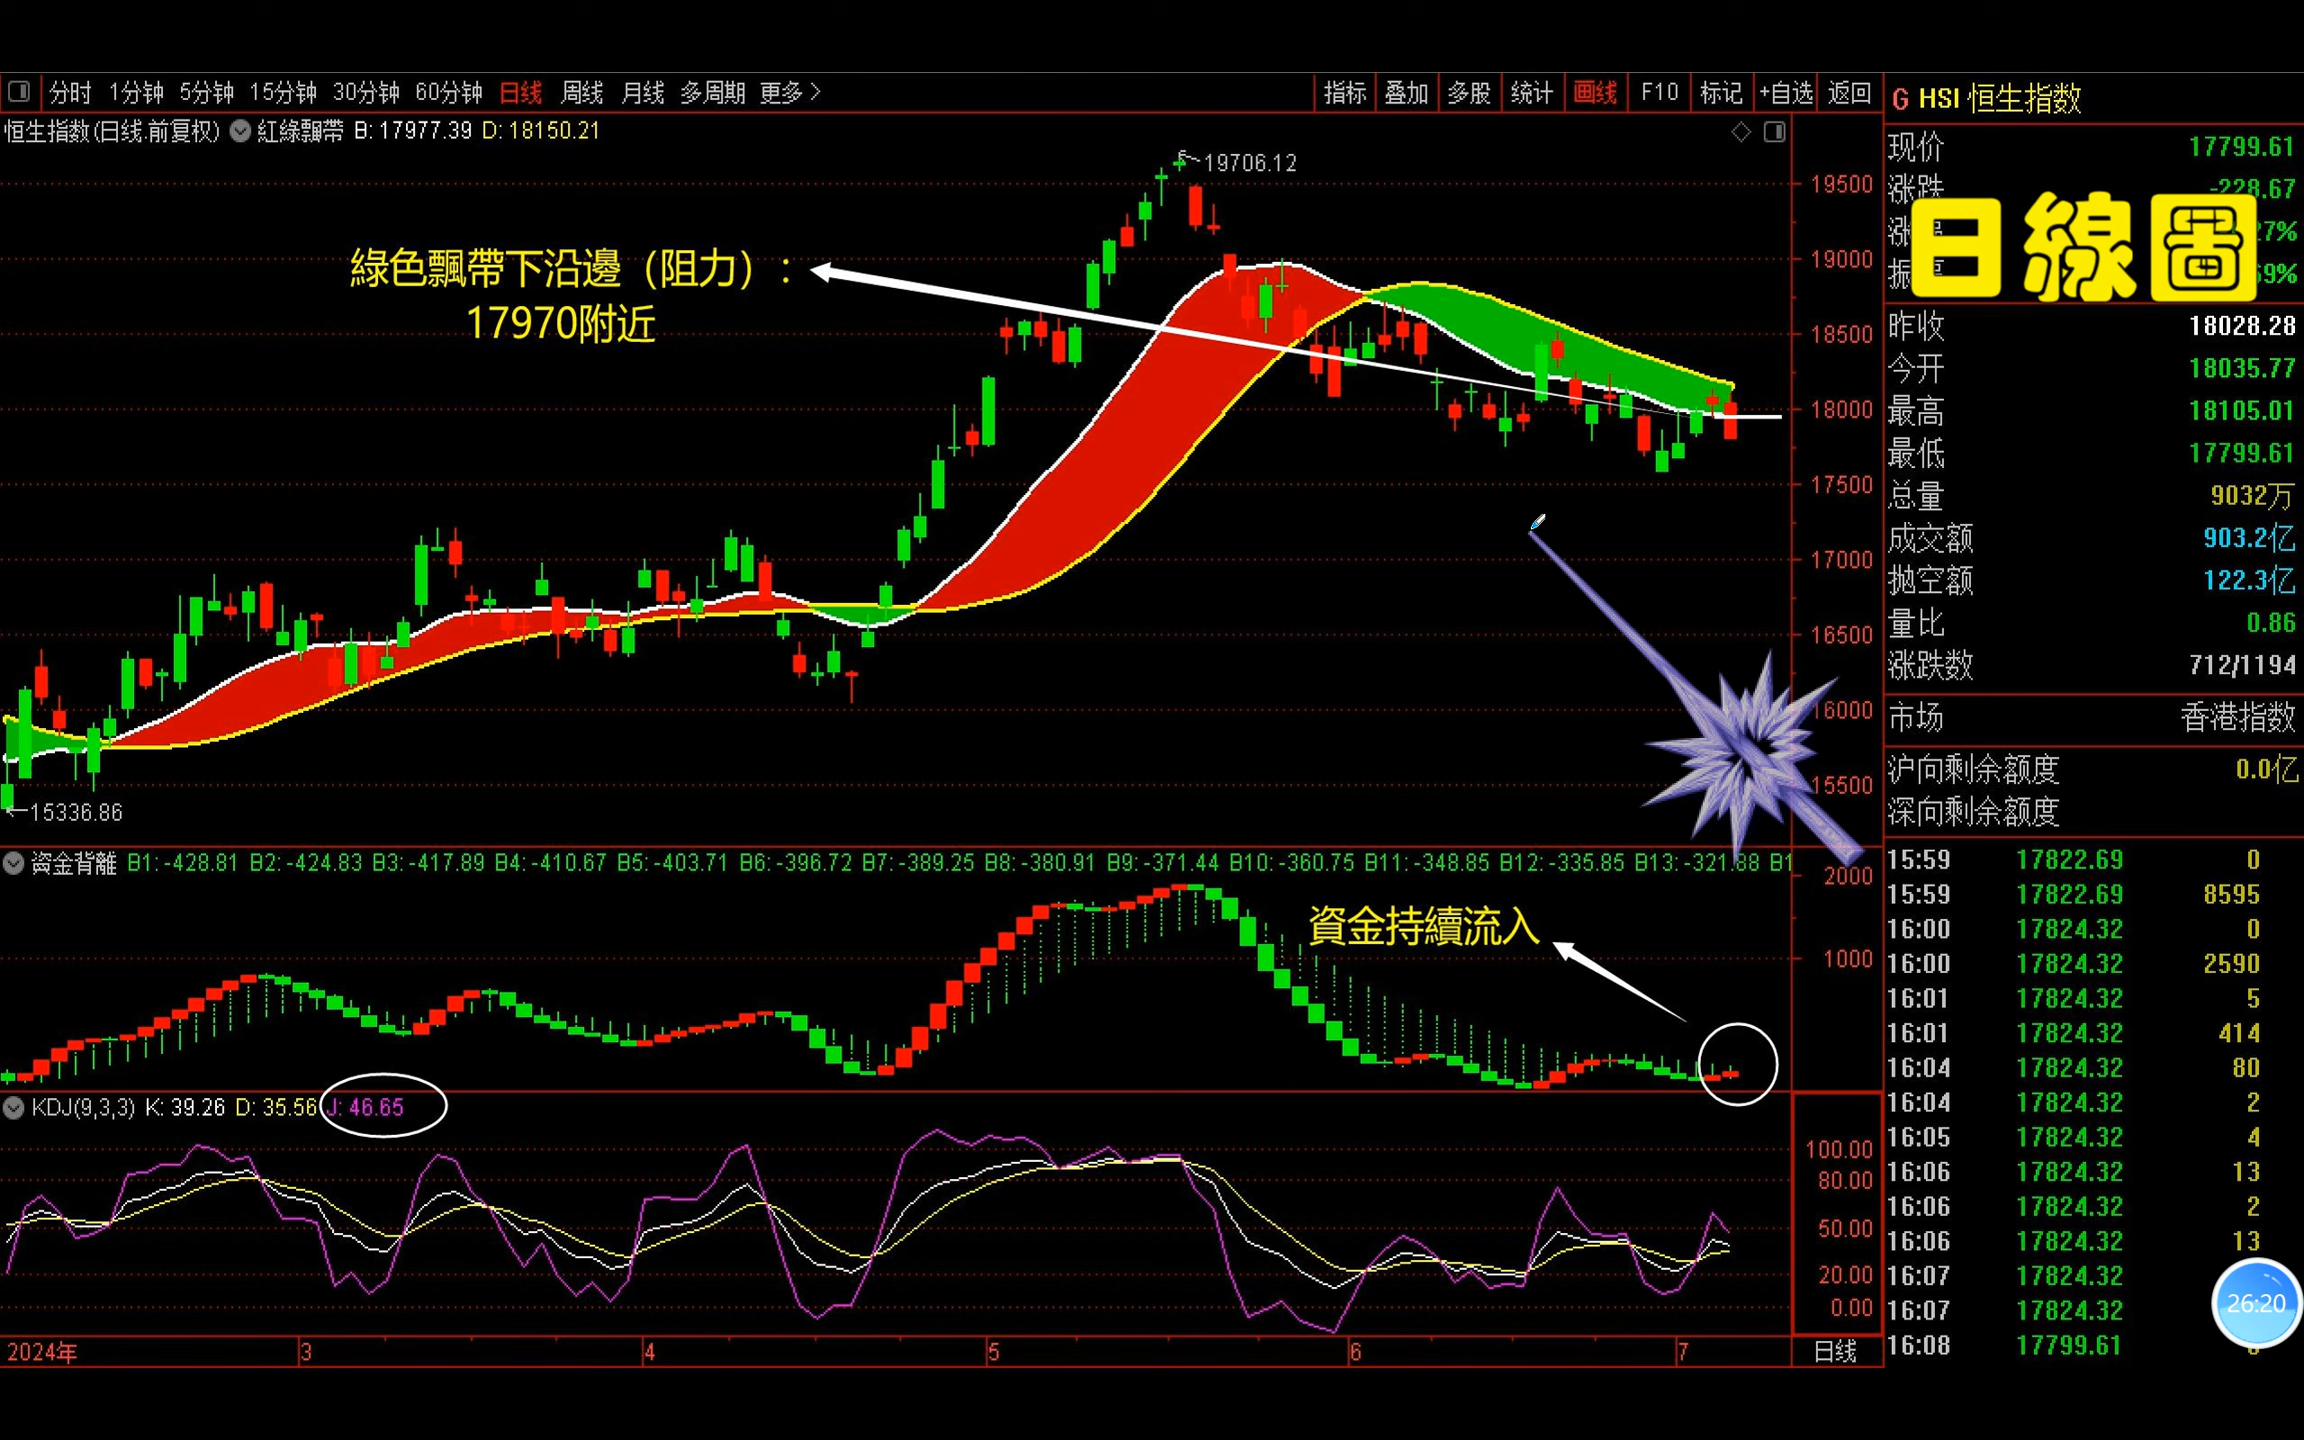 分时 1分钟 5分钟 15分钟 30分钟 60分钟 日线 周线 月线 多周期 更多 >
指标 叠加 多股 统计 画线 F10 标记 +自选 返回
恒生指数(日线.前复权) 紅綠飄帶 B: 17977.39 D: 18150.21
19706.12
綠色飄帶下沿邊（阻力）：
17970附近
15336.86
19500
19000
18500
18000
17500
17000
16500
16000
15500
资金背離 B1: -428.81 B2: -424.83 B3: -417.89 B4: -410.67 B5: -403.71 B6: -396.72 B7: -389.25 B8: -380.91 B9: -371.44 B10: -360.75 B11: -348.85 B12: -335.85 B13: -321.88 B1
2000
1000
資金持續流入
KDJ(9,3,3) K: 39.26 D: 35.56 J: 46.65
100.00
80.00
50.00
20.00
0.00
2024年 3 4 5 6 7 日线
G HSI 恒生指数
现价 17799.61
涨跌 -228.67
日線圖
昨收 18028.28
今开 18035.77
最高 18105.01
最低 17799.61
总量 9032万
成交额 903.2亿
抛空额 122.3亿
量比 0.86
涨跌数 712/1194
市场 香港指数
沪向剩余额度 0.0亿
深向剩余额度
15:59 17822.69 0
15:59 17822.69 8595
16:00 17824.32 0
16:00 17824.32 2590
16:01 17824.32 5
16:01 17824.32 414
16:04 17824.32 80
16:04 17824.32 2
16:05 17824.32 4
16:06 17824.32 13
16:06 17824.32 2
16:06 17824.32 13
16:07 17824.32
16:07 17824.32
16:08 17799.61
26:20